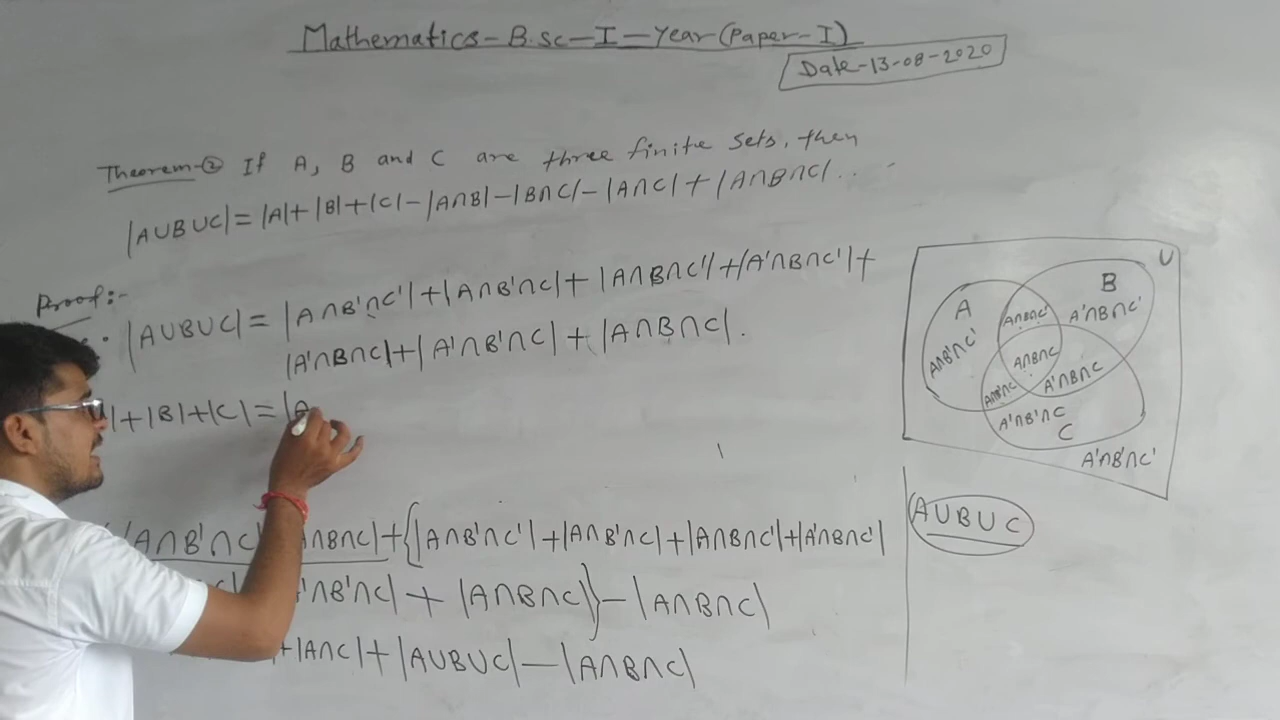 Mathematics-B.sc-I-Year(Paper-I)
Date-13-08-2020
Theorem-② If A, B and C are three finite sets, then
|A∪B∪C|=|A|+|B|+|C|-|A∩B|-|B∩C|-|A∩C|+|A∩B∩C|..
Proof:-
|A∪B∪C|=|A∩B'∩C'|+|A∩B'∩C|+|A∩B∩C'|+|A'∩B∩C'|+
|A'∩B∩C|+|A'∩B'∩C|+|A∩B∩C|.
|+|B|+|C|=|A
|A∩B'∩C| A∩B∩C|+{|A∩B'∩C'|+|A∩B'∩C|+|A∩B∩C'|+|A'∩B∩C'|
'∩B'∩C|+|A∩B∩C|}-|A∩B∩C|
+|A∩C|+|A∪B∪C|-|A∩B∩C|
U
A
B
A∩B∩C'
A'∩B∩C'
A∩B'∩C'
A∩B∩C
A∩B'∩C
A'∩B∩C
A'∩B'∩C
C
A'∩B'∩C'
A∪B∪C